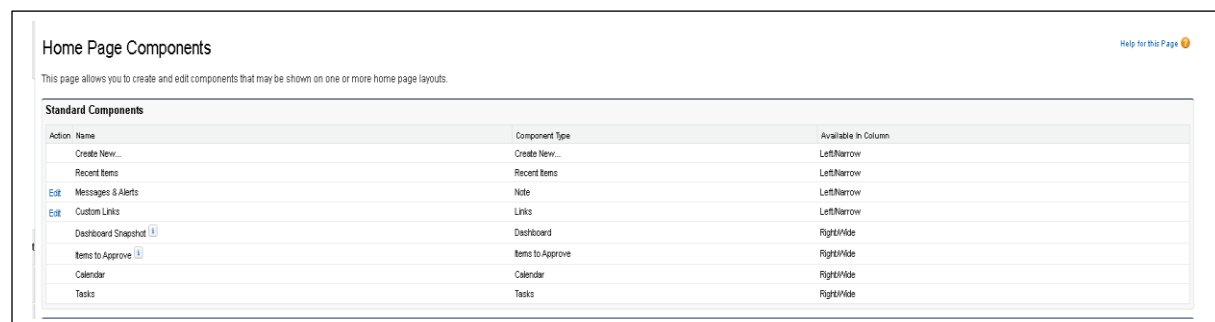 Home Page Components
Help for this Page
This page allows you to create and edit components that may be shown on one or more home page layouts.
Standard Components
Action Name Component Type Available In Column
Create New... Create New... Left/Narrow
Recent Items Recent Items Left/Narrow
Edit Messages & Alerts Note Left/Narrow
Edit Custom Links Links Left/Narrow
Dashboard Snapshot i Dashboard Right/Wide
Items to Approve i Items to Approve Right/Wide
Calendar Calendar Right/Wide
Tasks Tasks Right/Wide